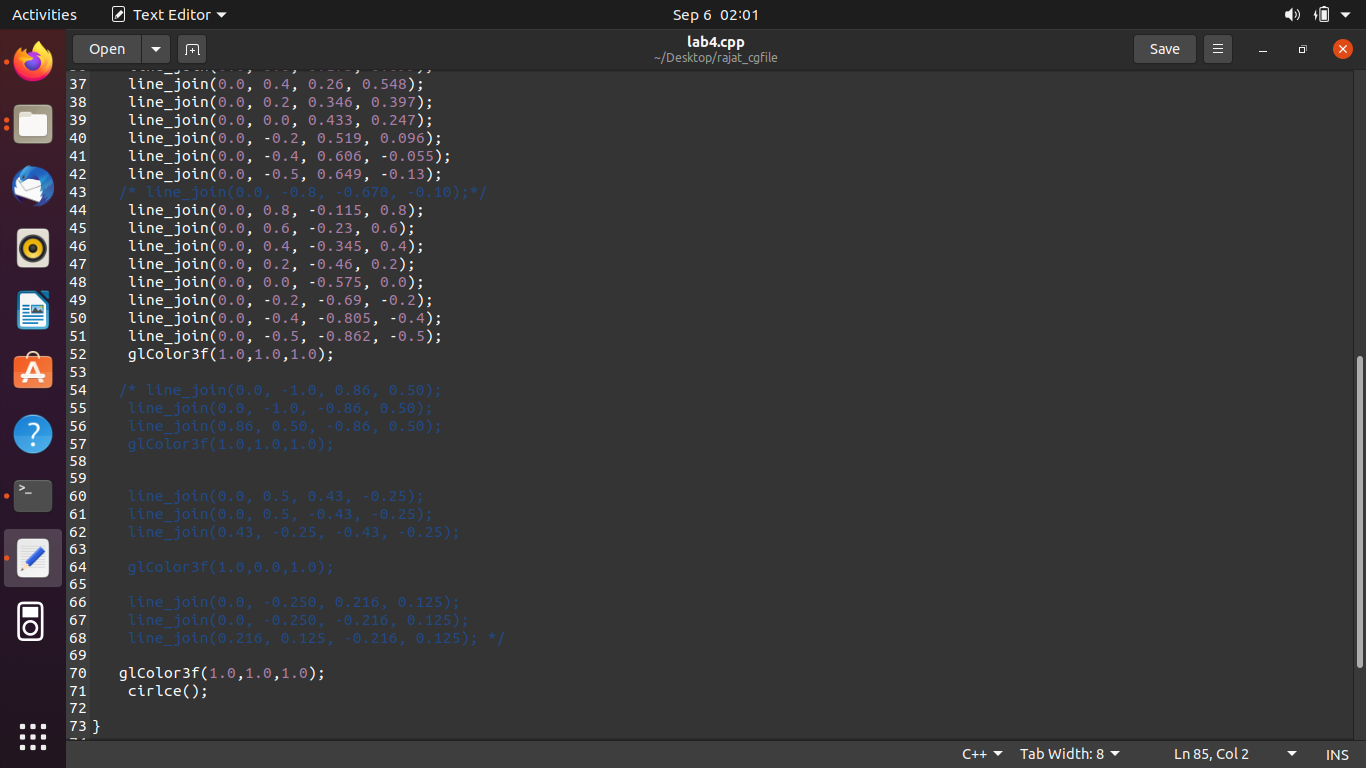 Activities
Text Editor
Sep 6 02:01
Open
lab4.cpp
~/Desktop/rajat_cgfile
Save
37 line_join(0.0, 0.4, 0.26, 0.548);
38 line_join(0.0, 0.2, 0.346, 0.397);
39 line_join(0.0, 0.0, 0.433, 0.247);
40 line_join(0.0, -0.2, 0.519, 0.096);
41 line_join(0.0, -0.4, 0.606, -0.055);
42 line_join(0.0, -0.5, 0.649, -0.13);
43 /* line_join(0.0, -0.8, -0.670, -0.10);*/
44 line_join(0.0, 0.8, -0.115, 0.8);
45 line_join(0.0, 0.6, -0.23, 0.6);
46 line_join(0.0, 0.4, -0.345, 0.4);
47 line_join(0.0, 0.2, -0.46, 0.2);
48 line_join(0.0, 0.0, -0.575, 0.0);
49 line_join(0.0, -0.2, -0.69, -0.2);
50 line_join(0.0, -0.4, -0.805, -0.4);
51 line_join(0.0, -0.5, -0.862, -0.5);
52 glColor3f(1.0,1.0,1.0);
53
54 /* line_join(0.0, -1.0, 0.86, 0.50);
55 line_join(0.0, -1.0, -0.86, 0.50);
56 line_join(0.86, 0.50, -0.86, 0.50);
57 glColor3f(1.0,1.0,1.0);
58
59
60 line_join(0.0, 0.5, 0.43, -0.25);
61 line_join(0.0, 0.5, -0.43, -0.25);
62 line_join(0.43, -0.25, -0.43, -0.25);
63
64 glColor3f(1.0,0.0,1.0);
65
66 line_join(0.0, -0.250, 0.216, 0.125);
67 line_join(0.0, -0.250, -0.216, 0.125);
68 line_join(0.216, 0.125, -0.216, 0.125); */
69
70 glColor3f(1.0,1.0,1.0);
71 cirlce();
72
73 }
C++
Tab Width: 8
Ln 85, Col 2
INS